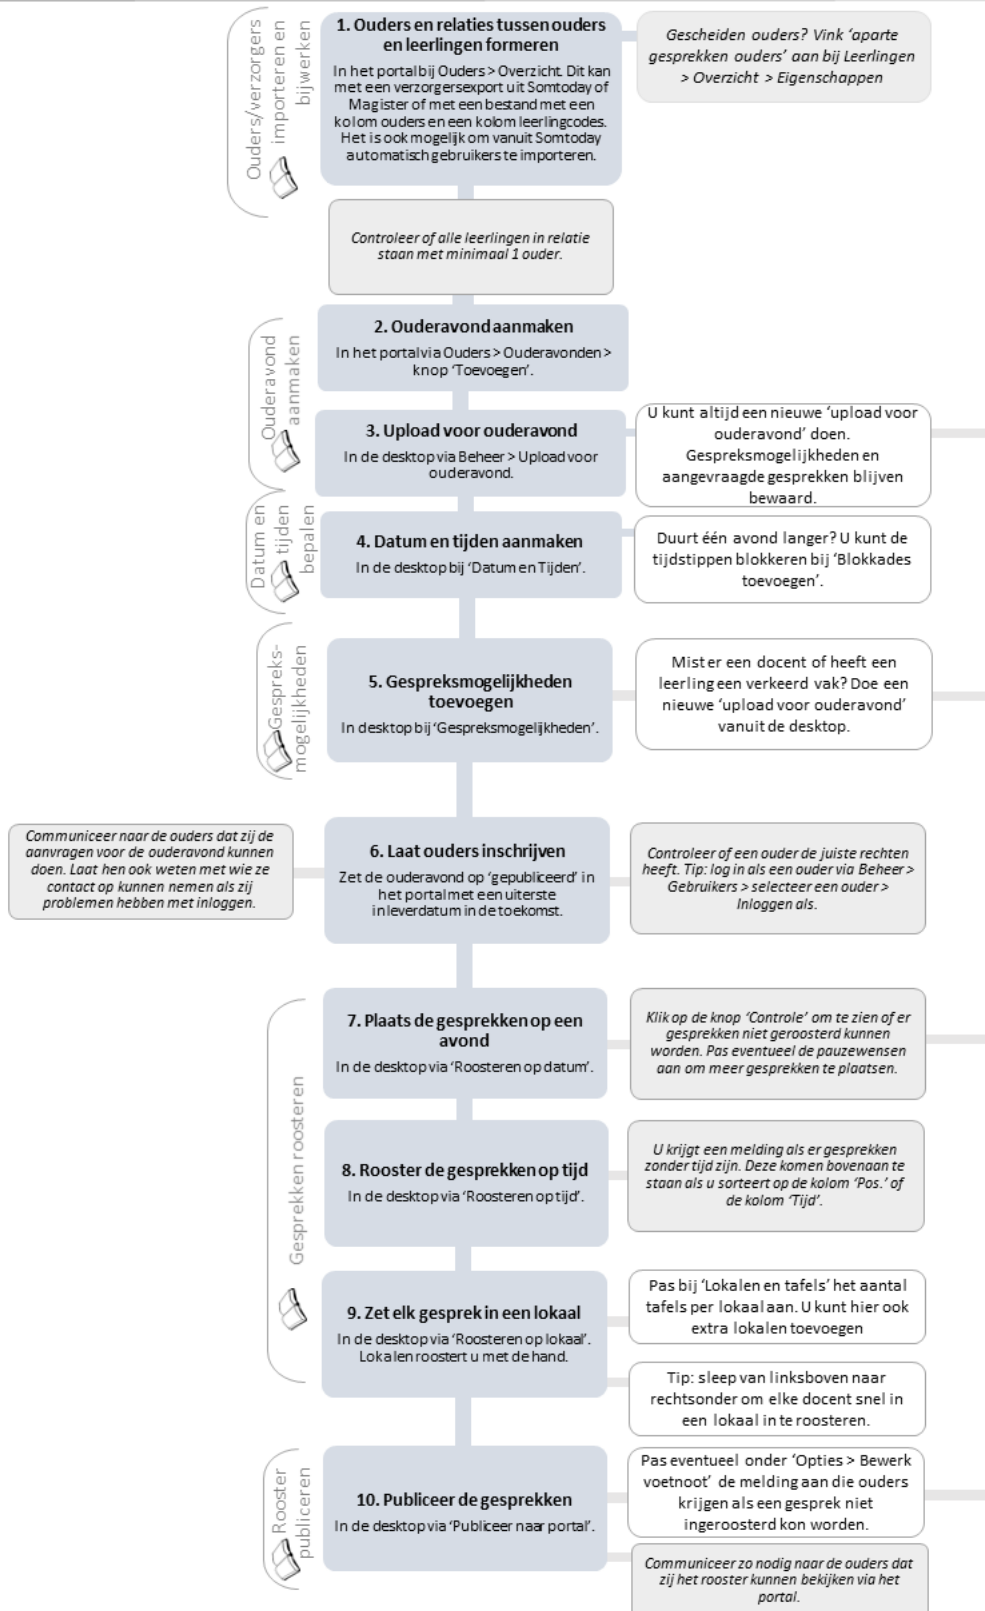 Ouders/verzorgers
importeren en
bijwerken
1. Ouders en relaties tussen ouders
en leerlingen formeren
In het portal bij Ouders > Overzicht. Dit kan
met een verzorgersexport uit Somtoday of
Magister of met een bestand met een
kolom ouders en een kolom leerlingcodes.
Het is ook mogelijk om vanuit Somtoday
automatisch gebruikers te importeren.
Gescheiden ouders? Vink ‘aparte
gesprekken ouders’ aan bij Leerlingen
> Overzicht > Eigenschappen
Controleer of alle leerlingen in relatie
staan met minimaal 1 ouder.
Ouderavond
aanmaken
2. Ouderavond aanmaken
In het portal via Ouders > Ouderavonden >
knop ‘Toevoegen’.
3. Upload voor ouderavond
In de desktop via Beheer > Upload voor
ouderavond.
U kunt altijd een nieuwe ‘upload voor
ouderavond’ doen.
Gespreksmogelijkheden en
aangevraagde gesprekken blijven
bewaard.
Datum en
tijden
bepalen
4. Datum en tijden aanmaken
In de desktop bij ‘Datum en Tijden’.
Duurt één avond langer? U kunt de
tijdstippen blokkeren bij ‘Blokkades
toevoegen’.
Gespreks-
mogelijkheden
5. Gespreksmogelijkheden
toevoegen
In desktop bij ‘Gespreksmogelijkheden’.
Mist er een docent of heeft een
leerling een verkeerd vak? Doe een
nieuwe ‘upload voor ouderavond’
vanuit de desktop.
Communiceer naar de ouders dat zij de
aanvragen voor de ouderavond kunnen
doen. Laat hen ook weten met wie ze
contact op kunnen nemen als zij
problemen hebben met inloggen.
6. Laat ouders inschrijven
Zet de ouderavond op ‘gepubliceerd’ in
het portal met een uiterste
inleverdatum in de toekomst.
Controleer of een ouder de juiste rechten
heeft. Tip: log in als een ouder via Beheer >
Gebruikers > selecteer een ouder >
Inloggen als.
Gesprekken roosteren
7. Plaats de gesprekken op een
avond
In de desktop via ‘Roosteren op datum’.
Klik op de knop ‘Controle’ om te zien of er
gesprekken niet geroosterd kunnen
worden. Pas eventueel de pauzewensen
aan om meer gesprekken te plaatsen.
8. Rooster de gesprekken op tijd
In de desktop via ‘Roosteren op tijd’.
U krijgt een melding als er gesprekken
zonder tijd zijn. Deze komen bovenaan te
staan als u sorteert op de kolom ‘Pos.’ of
de kolom ‘Tijd’.
9. Zet elk gesprek in een lokaal
In de desktop via ‘Roosteren op lokaal’.
Lokalen roostert u met de hand.
Pas bij ‘Lokalen en tafels’ het aantal
tafels per lokaal aan. U kunt hier ook
extra lokalen toevoegen
Tip: sleep van linksboven naar
rechtsonder om elke docent snel in
een lokaal in te roosteren.
Rooster
publiceren
10. Publiceer de gesprekken
In de desktop via ‘Publiceer naar portal’.
Pas eventueel onder ‘Opties > Bewerk
voetnoot’ de melding aan die ouders
krijgen als een gesprek niet
ingeroosterd kon worden.
Communiceer zo nodig naar de ouders dat
zij het rooster kunnen bekijken via het
portal.